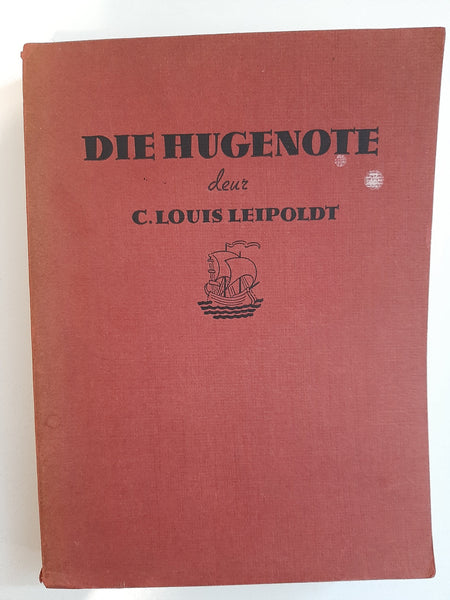 DIE HUGENOTE
deur
C. LOUIS LEIPOLDT